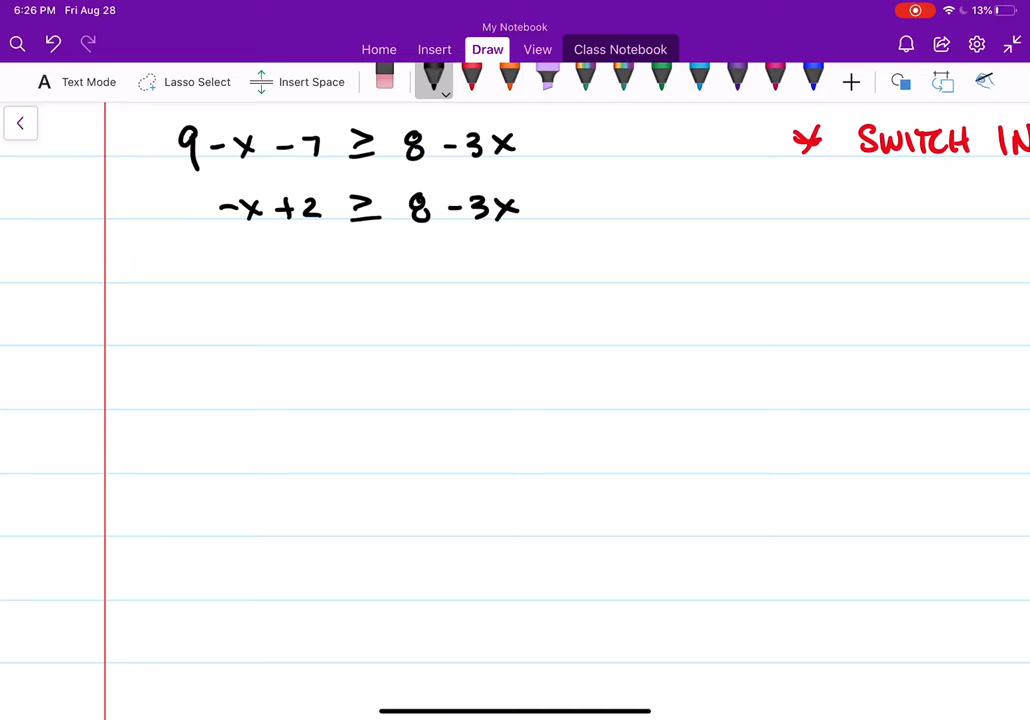 6:26 PM Fri Aug 28
13%
My Notebook
Home Insert Draw View Class Notebook
A Text Mode Lasso Select Insert Space
9 - x - 7 ≥ 8 - 3x
* SWITCH IN
-x + 2 ≥ 8 - 3x